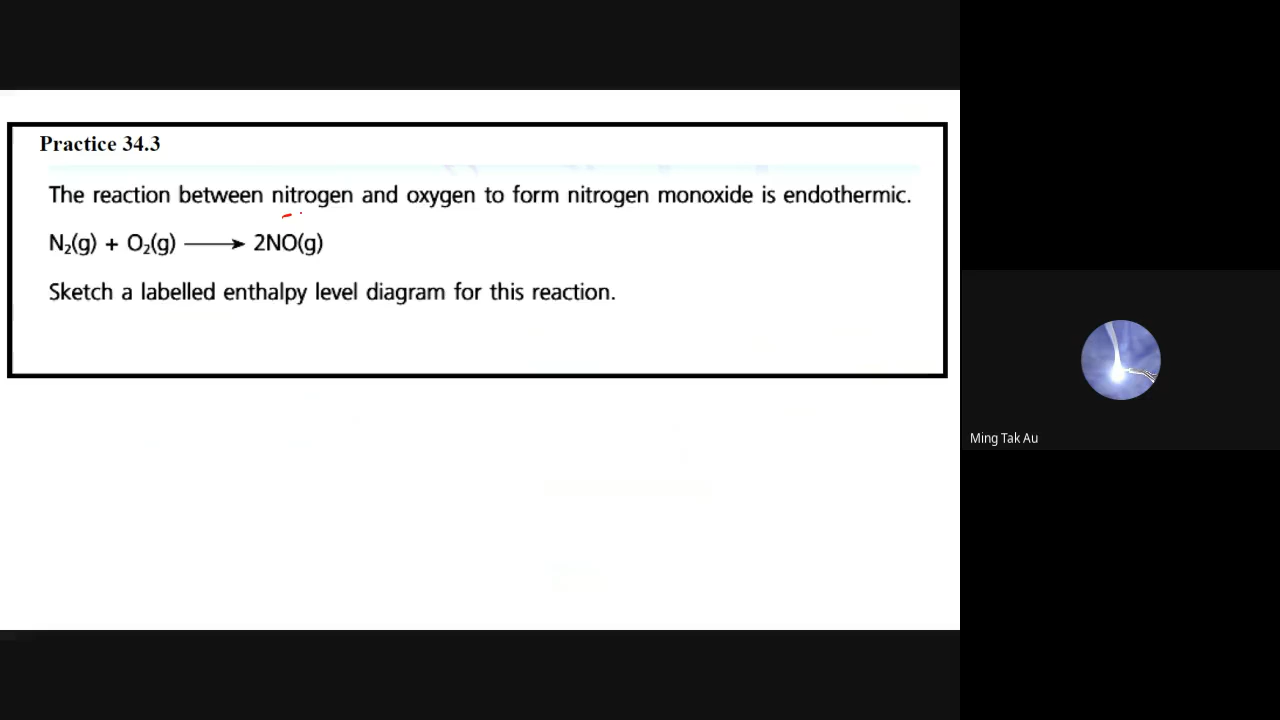 Practice 34.3
The reaction between nitrogen and oxygen to form nitrogen monoxide is endothermic.
N₂(g) + O₂(g) ⟶ 2NO(g)
Sketch a labelled enthalpy level diagram for this reaction.
Ming Tak Au